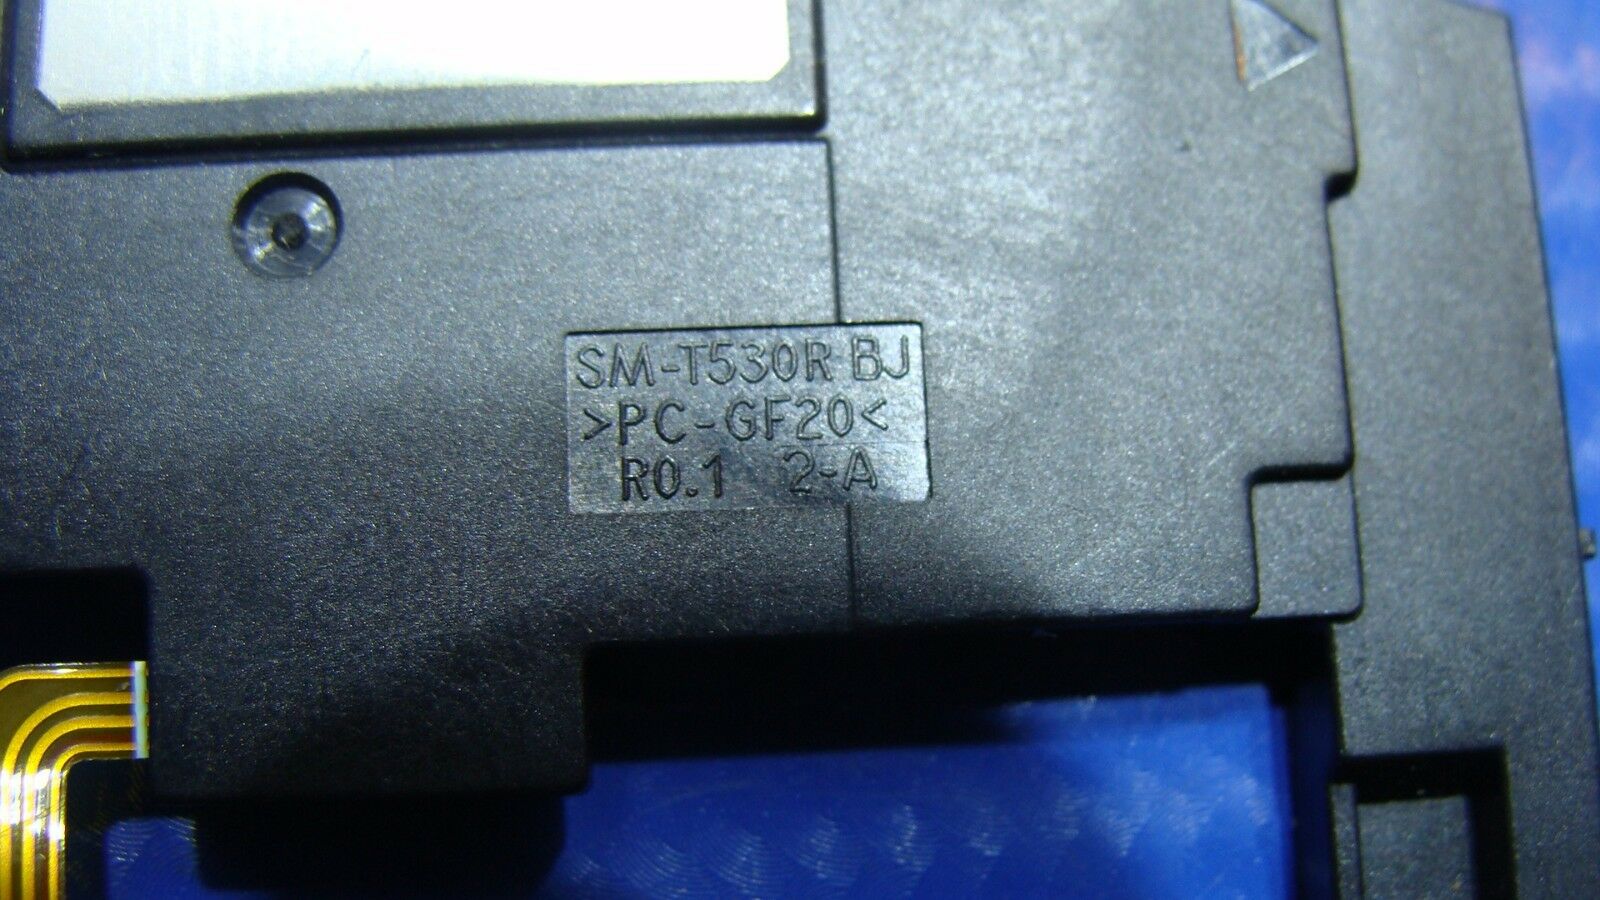 SM-T530R BJ
>PC-GF20<
R0.1 2-A